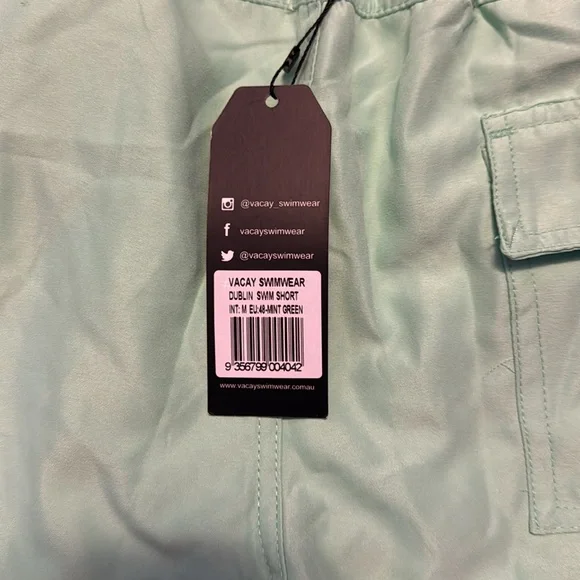 @vacay_swimwear
f vacayswimwear
@vacayswimwear
VACAY SWIMWEAR
DUBLIN SWIM SHORT
INT: M EU:48-MINT GREEN
9 356799 004042
www.vacayswimwear.com.au